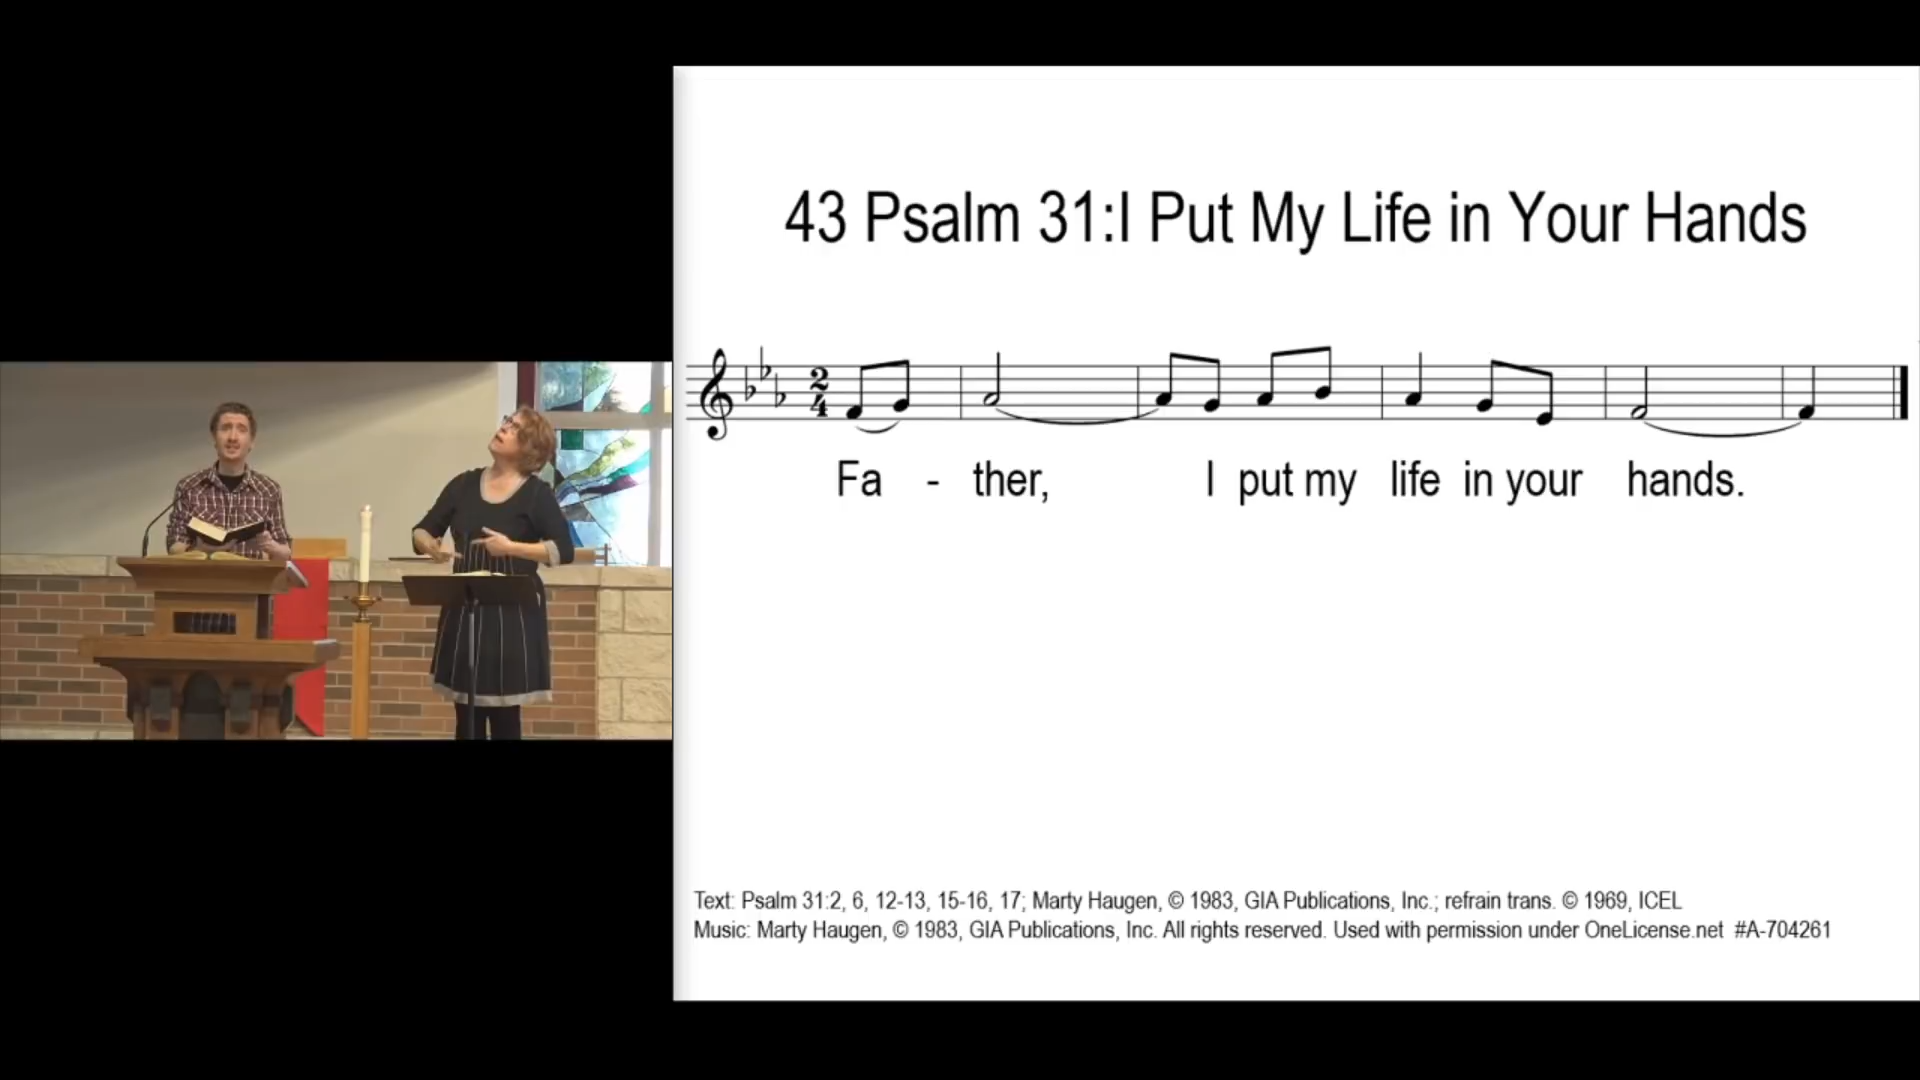 43 Psalm 31:I Put My Life in Your Hands
2
4
Fa - ther, I put my life in your hands.
Text: Psalm 31:2, 6, 12-13, 15-16, 17; Marty Haugen, © 1983, GIA Publications, Inc.; refrain trans. © 1969, ICEL
Music: Marty Haugen, © 1983, GIA Publications, Inc. All rights reserved. Used with permission under OneLicense.net #A-704261